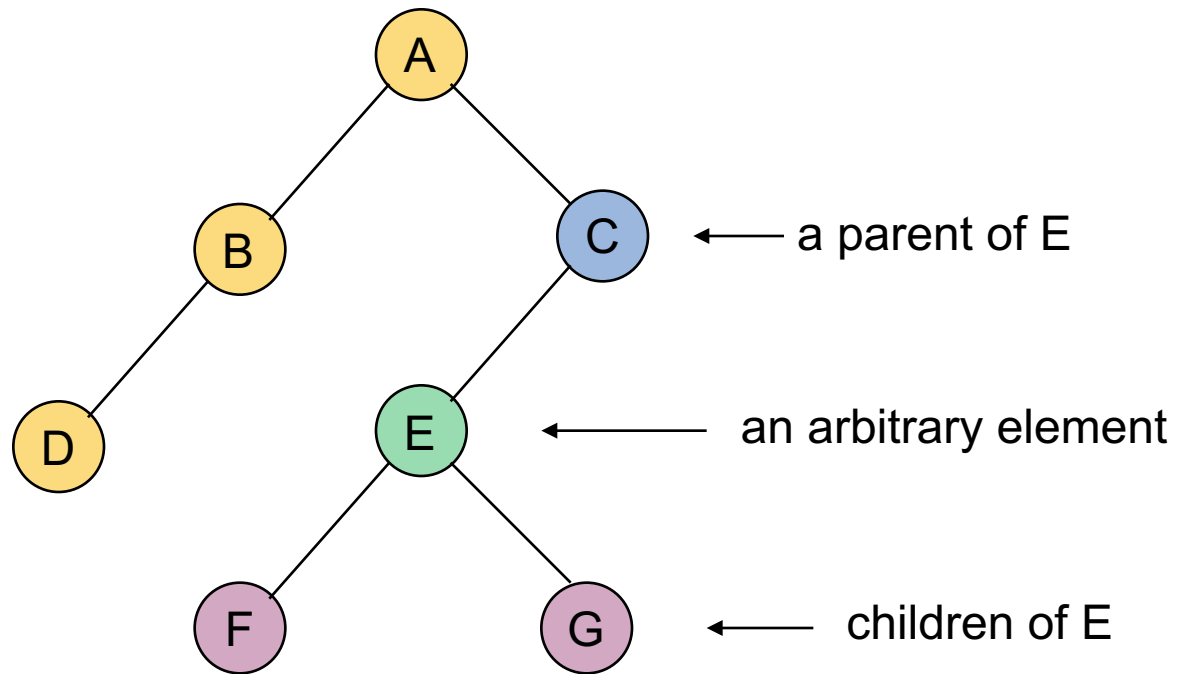 A
B
C
a parent of E
D
E
an arbitrary element
F
G
children of E